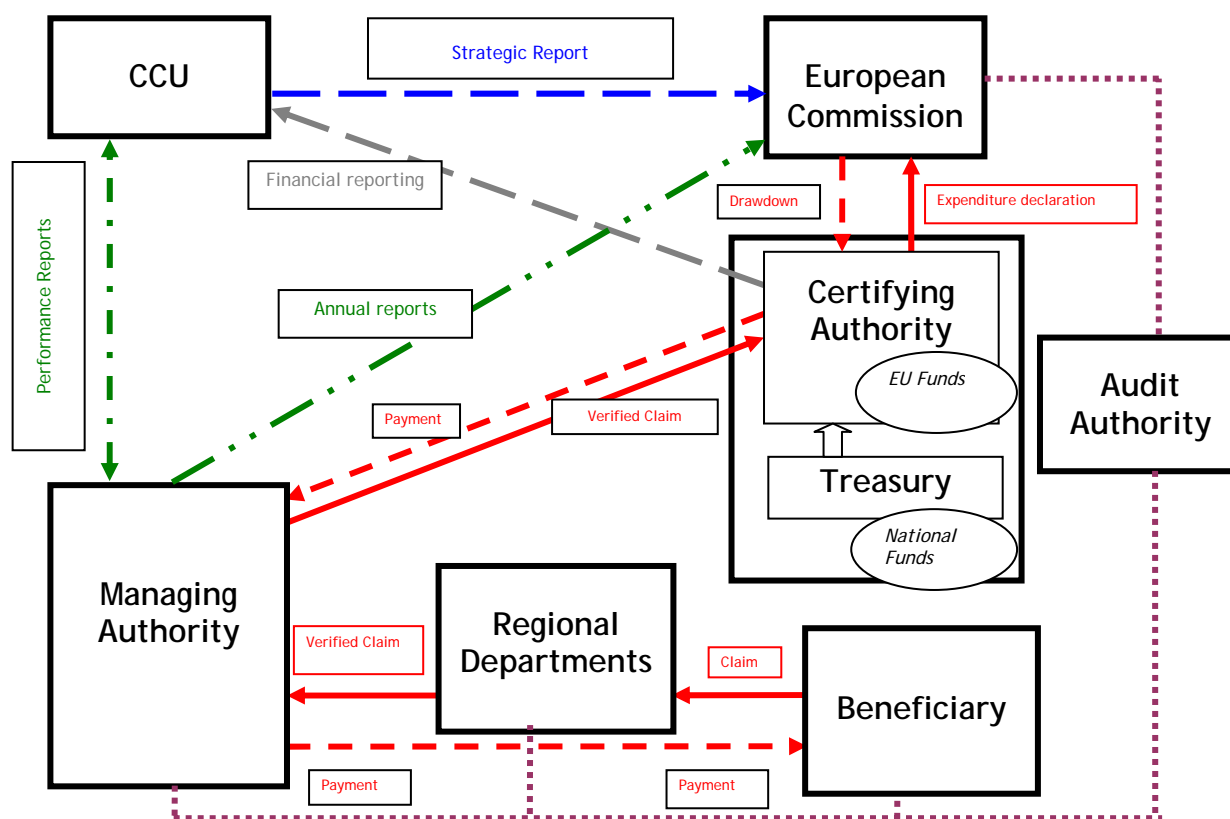 Strategic Report
CCU
European
Commission
Financial reporting
Drawdown
Expenditure declaration
Performance Reports
Annual reports
Certifying
Authority
EU Funds
Payment
Verified Claim
Audit
Authority
Treasury
National
Funds
Managing
Authority
Regional
Departments
Verified Claim
Claim
Beneficiary
Payment
Payment